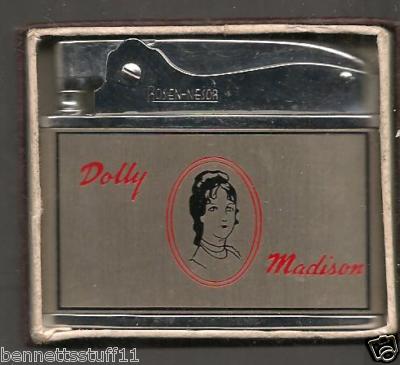 ROSEN-NESOR
Dolly
Madison
bennettsstuff11